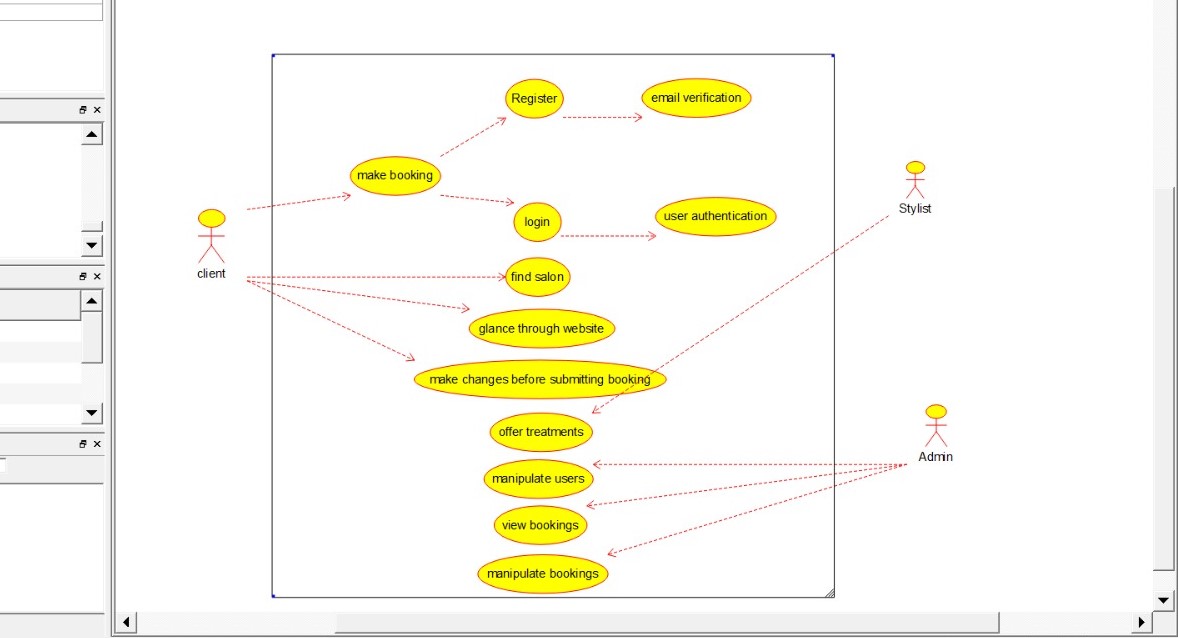 Register
email verification
make booking
Stylist
login
user authentication
client
find salon
glance through website
make changes before submitting booking
offer treatments
Admin
manipulate users
view bookings
manipulate bookings